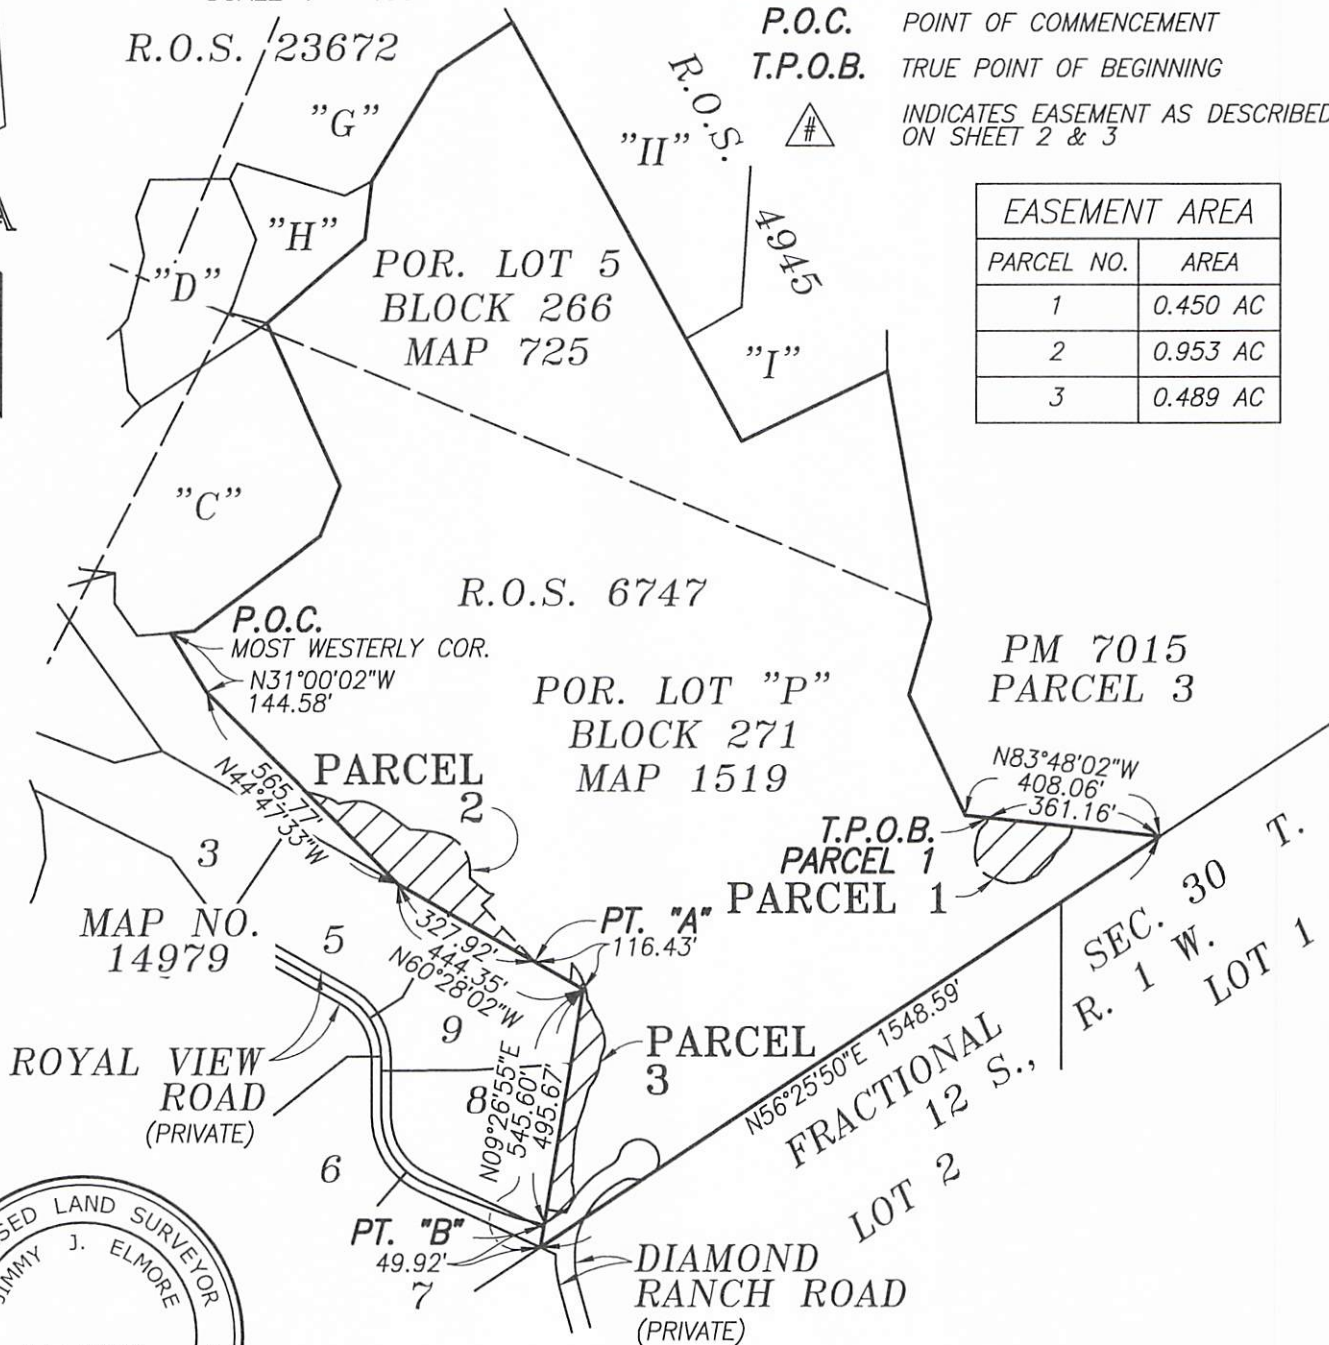 P.O.C. POINT OF COMMENCEMENT
T.P.O.B. TRUE POINT OF BEGINNING
# INDICATES EASEMENT AS DESCRIBED
ON SHEET 2 & 3
EASEMENT AREA
PARCEL NO. AREA
1 0.450 AC
2 0.953 AC
3 0.489 AC
R.O.S. 23672
"G"
"H"
"D"
"C"
"II"
R.O.S. 4945
"I"
POR. LOT 5
BLOCK 266
MAP 725
R.O.S. 6747
P.O.C.
MOST WESTERLY COR.
N31°00'02"W
144.58'
POR. LOT "P"
BLOCK 271
MAP 1519
PM 7015
PARCEL 3
N83°48'02"W
408.06'
361.16'
T.P.O.B.
PARCEL 1
PARCEL 1
565.77'
N44°47'33"W
PARCEL
2
PT. "A"
116.43'
327.92'
444.35'
N60°28'02"W
3
MAP NO.
14979
5
9
8
6
7
ROYAL VIEW
ROAD
(PRIVATE)
PARCEL
3
N09°26'55"E
545.60'
495.67'
PT. "B"
49.92'
DIAMOND
RANCH ROAD
(PRIVATE)
N56°25'50"E 1548.59'
FRACTIONAL SEC. 30 T.
12 S., R. 1 W.
LOT 2
LOT 1
SED LAND SURVEYOR
JIMMY J. ELMORE